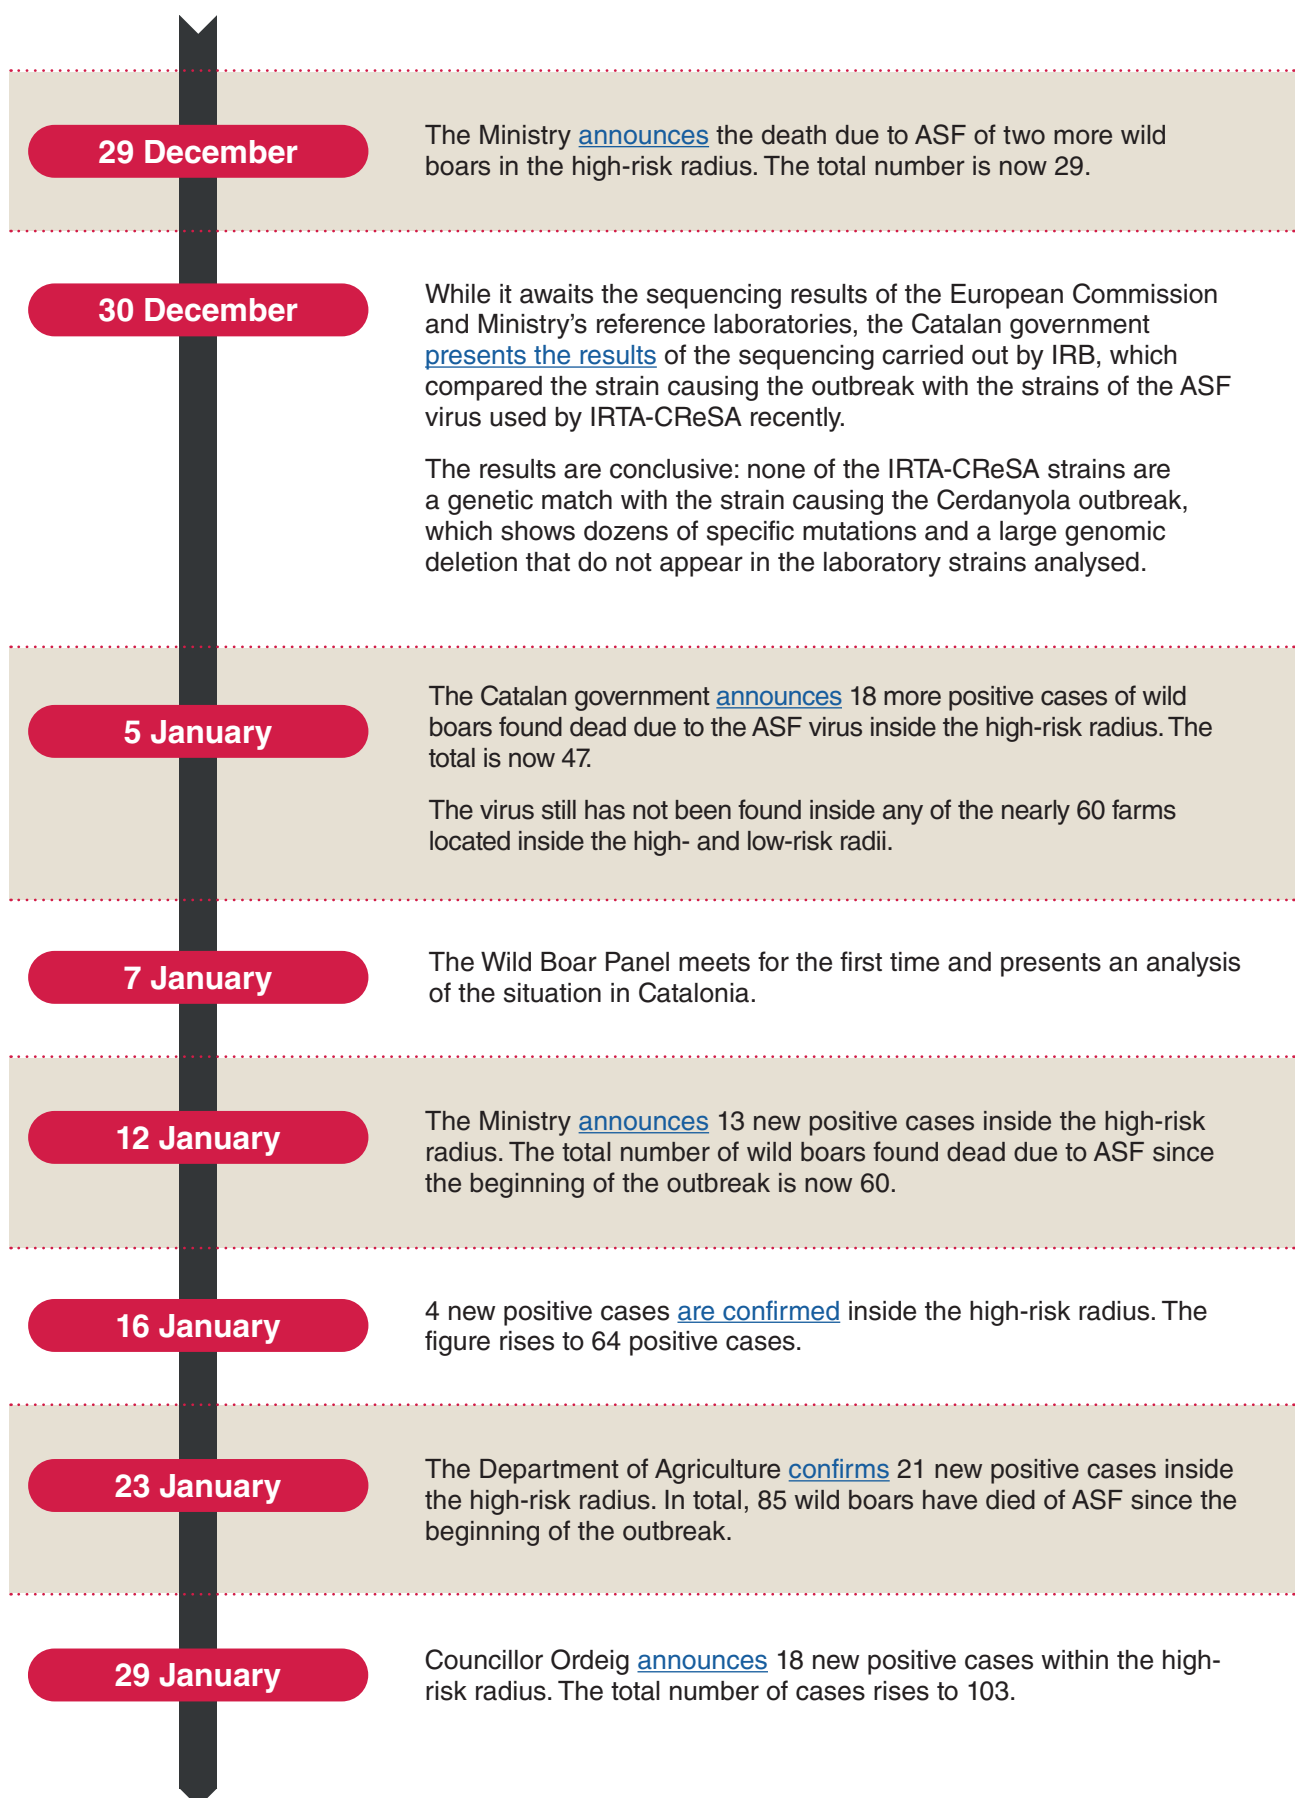 29 December
The Ministry announces the death due to ASF of two more wild
boars in the high-risk radius. The total number is now 29.
30 December
While it awaits the sequencing results of the European Commission
and Ministry’s reference laboratories, the Catalan government
presents the results of the sequencing carried out by IRB, which
compared the strain causing the outbreak with the strains of the ASF
virus used by IRTA-CReSA recently.
The results are conclusive: none of the IRTA-CReSA strains are
a genetic match with the strain causing the Cerdanyola outbreak,
which shows dozens of specific mutations and a large genomic
deletion that do not appear in the laboratory strains analysed.
5 January
The Catalan government announces 18 more positive cases of wild
boars found dead due to the ASF virus inside the high-risk radius. The
total is now 47.
The virus still has not been found inside any of the nearly 60 farms
located inside the high- and low-risk radii.
7 January
The Wild Boar Panel meets for the first time and presents an analysis
of the situation in Catalonia.
12 January
The Ministry announces 13 new positive cases inside the high-risk
radius. The total number of wild boars found dead due to ASF since
the beginning of the outbreak is now 60.
16 January
4 new positive cases are confirmed inside the high-risk radius. The
figure rises to 64 positive cases.
23 January
The Department of Agriculture confirms 21 new positive cases inside
the high-risk radius. In total, 85 wild boars have died of ASF since the
beginning of the outbreak.
29 January
Councillor Ordeig announces 18 new positive cases within the high-
risk radius. The total number of cases rises to 103.